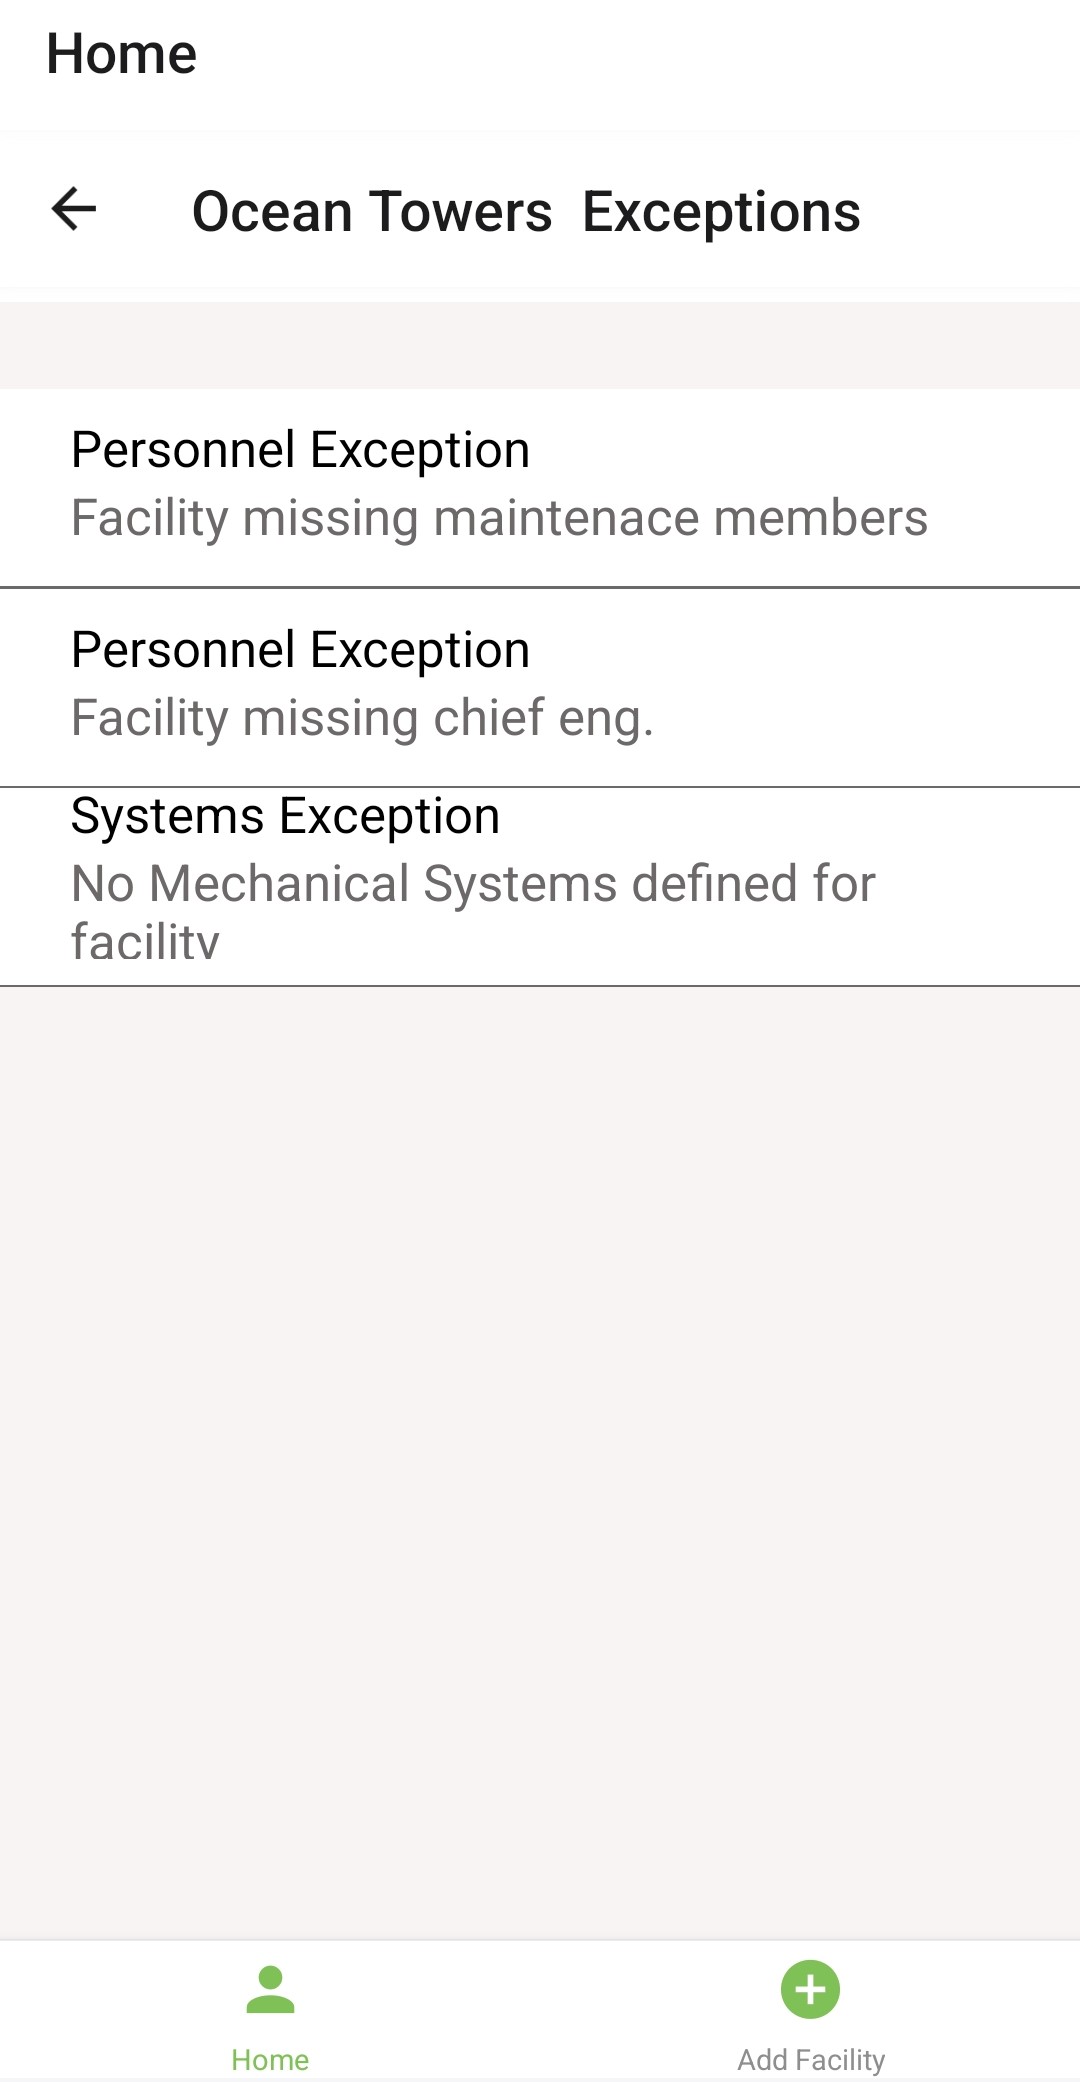 Home
Ocean Towers  Exceptions
Personnel Exception
Facility missing maintenace members
Personnel Exception
Facility missing chief eng.
Systems Exception
No Mechanical Systems defined for
facility
Home
Add Facility